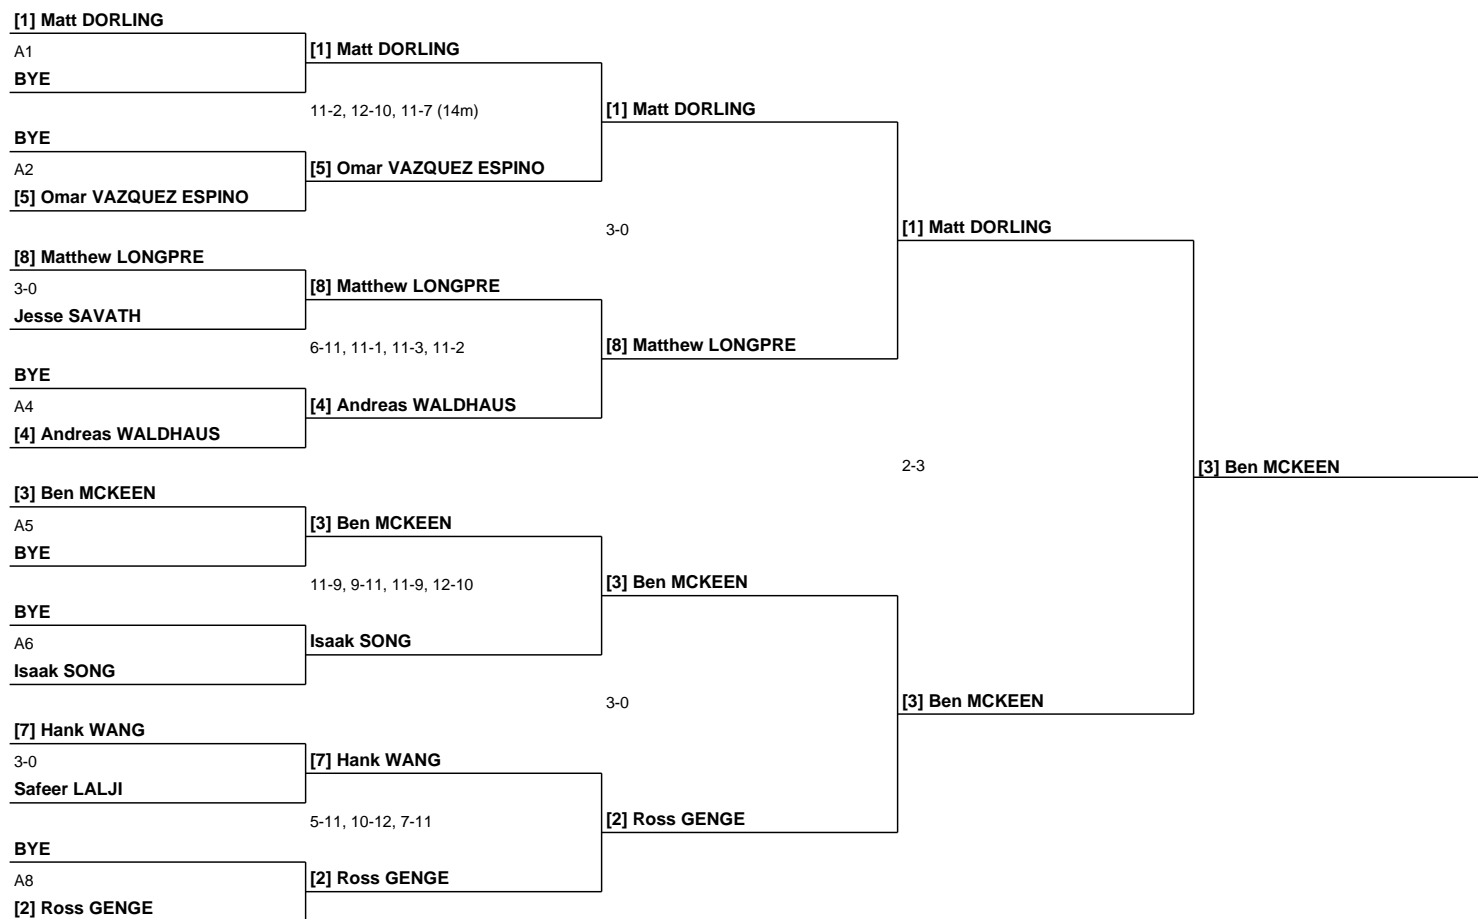 [1] Matt DORLING
A1
BYE
BYE
A2
[5] Omar VAZQUEZ ESPINO
[8] Matthew LONGPRE
3-0
Jesse SAVATH
BYE
A4
[4] Andreas WALDHAUS
[3] Ben MCKEEN
A5
BYE
BYE
A6
Isaak SONG
[7] Hank WANG
3-0
Safeer LALJI
BYE
A8
[2] Ross GENGE
[1] Matt DORLING
11-2, 12-10, 11-7 (14m)
[5] Omar VAZQUEZ ESPINO
[8] Matthew LONGPRE
6-11, 11-1, 11-3, 11-2
[4] Andreas WALDHAUS
[3] Ben MCKEEN
11-9, 9-11, 11-9, 12-10
Isaak SONG
[7] Hank WANG
5-11, 10-12, 7-11
[2] Ross GENGE
[1] Matt DORLING
3-0
[8] Matthew LONGPRE
[3] Ben MCKEEN
3-0
[2] Ross GENGE
[1] Matt DORLING
2-3
[3] Ben MCKEEN
[3] Ben MCKEEN